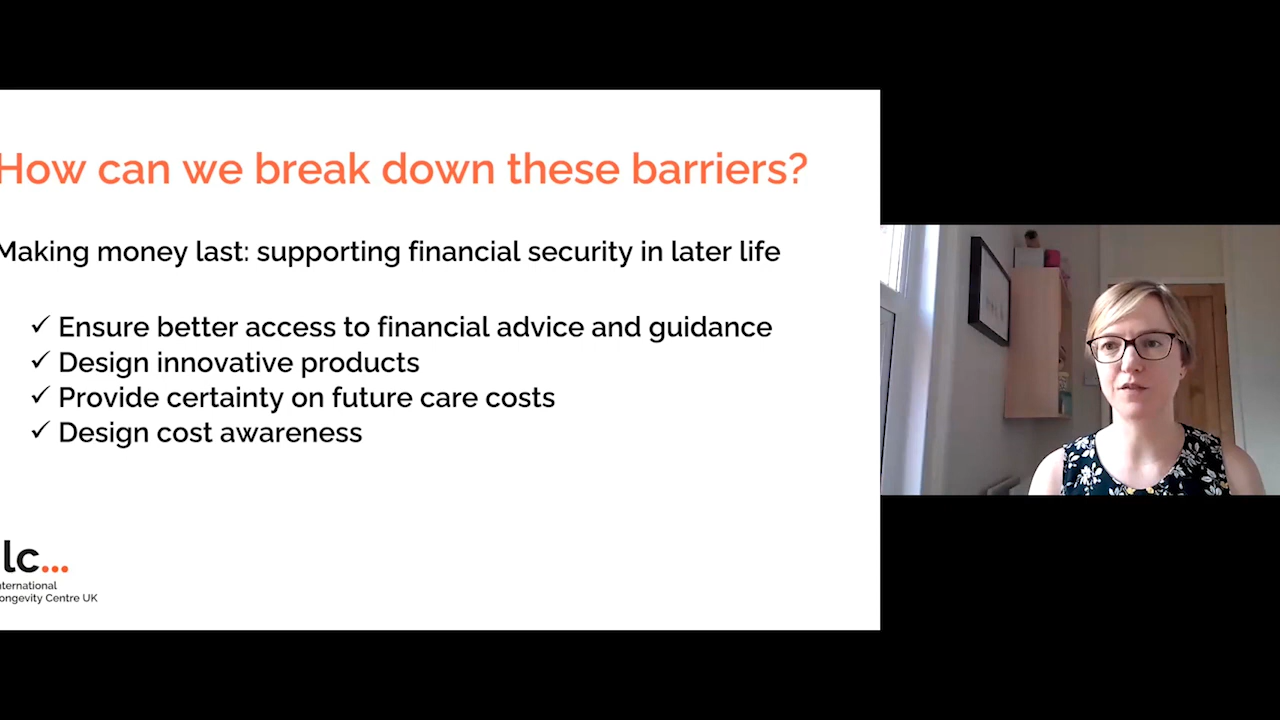 How can we break down these barriers?
Making money last: supporting financial security in later life
✓ Ensure better access to financial advice and guidance
✓ Design innovative products
✓ Provide certainty on future care costs
✓ Design cost awareness
lc...
nternational
ongevity Centre UK